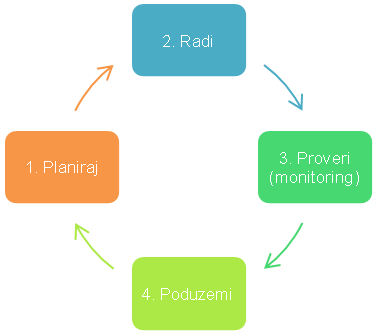 1. Planiraj
2. Radi
3. Proveri
(monitoring)
4. Poduzemi